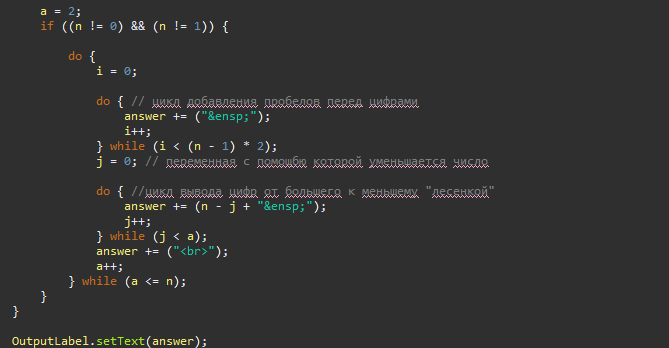 a = 2;
if ((n != 0) && (n != 1)) {
do {
i = 0;
do { // цикл добавления пробелов перед цифрами
answer += ("&ensp;");
i++;
} while (i < (n - 1) * 2);
j = 0; // переменная с помощбю которой уменьшается число
do { //цикл вывода цифр от большего к меньшему "лесенкой"
answer += (n - j + "&ensp;");
j++;
} while (j < a);
answer += ("<br>");
a++;
} while (a <= n);
}
}
OutputLabel.setText(answer);